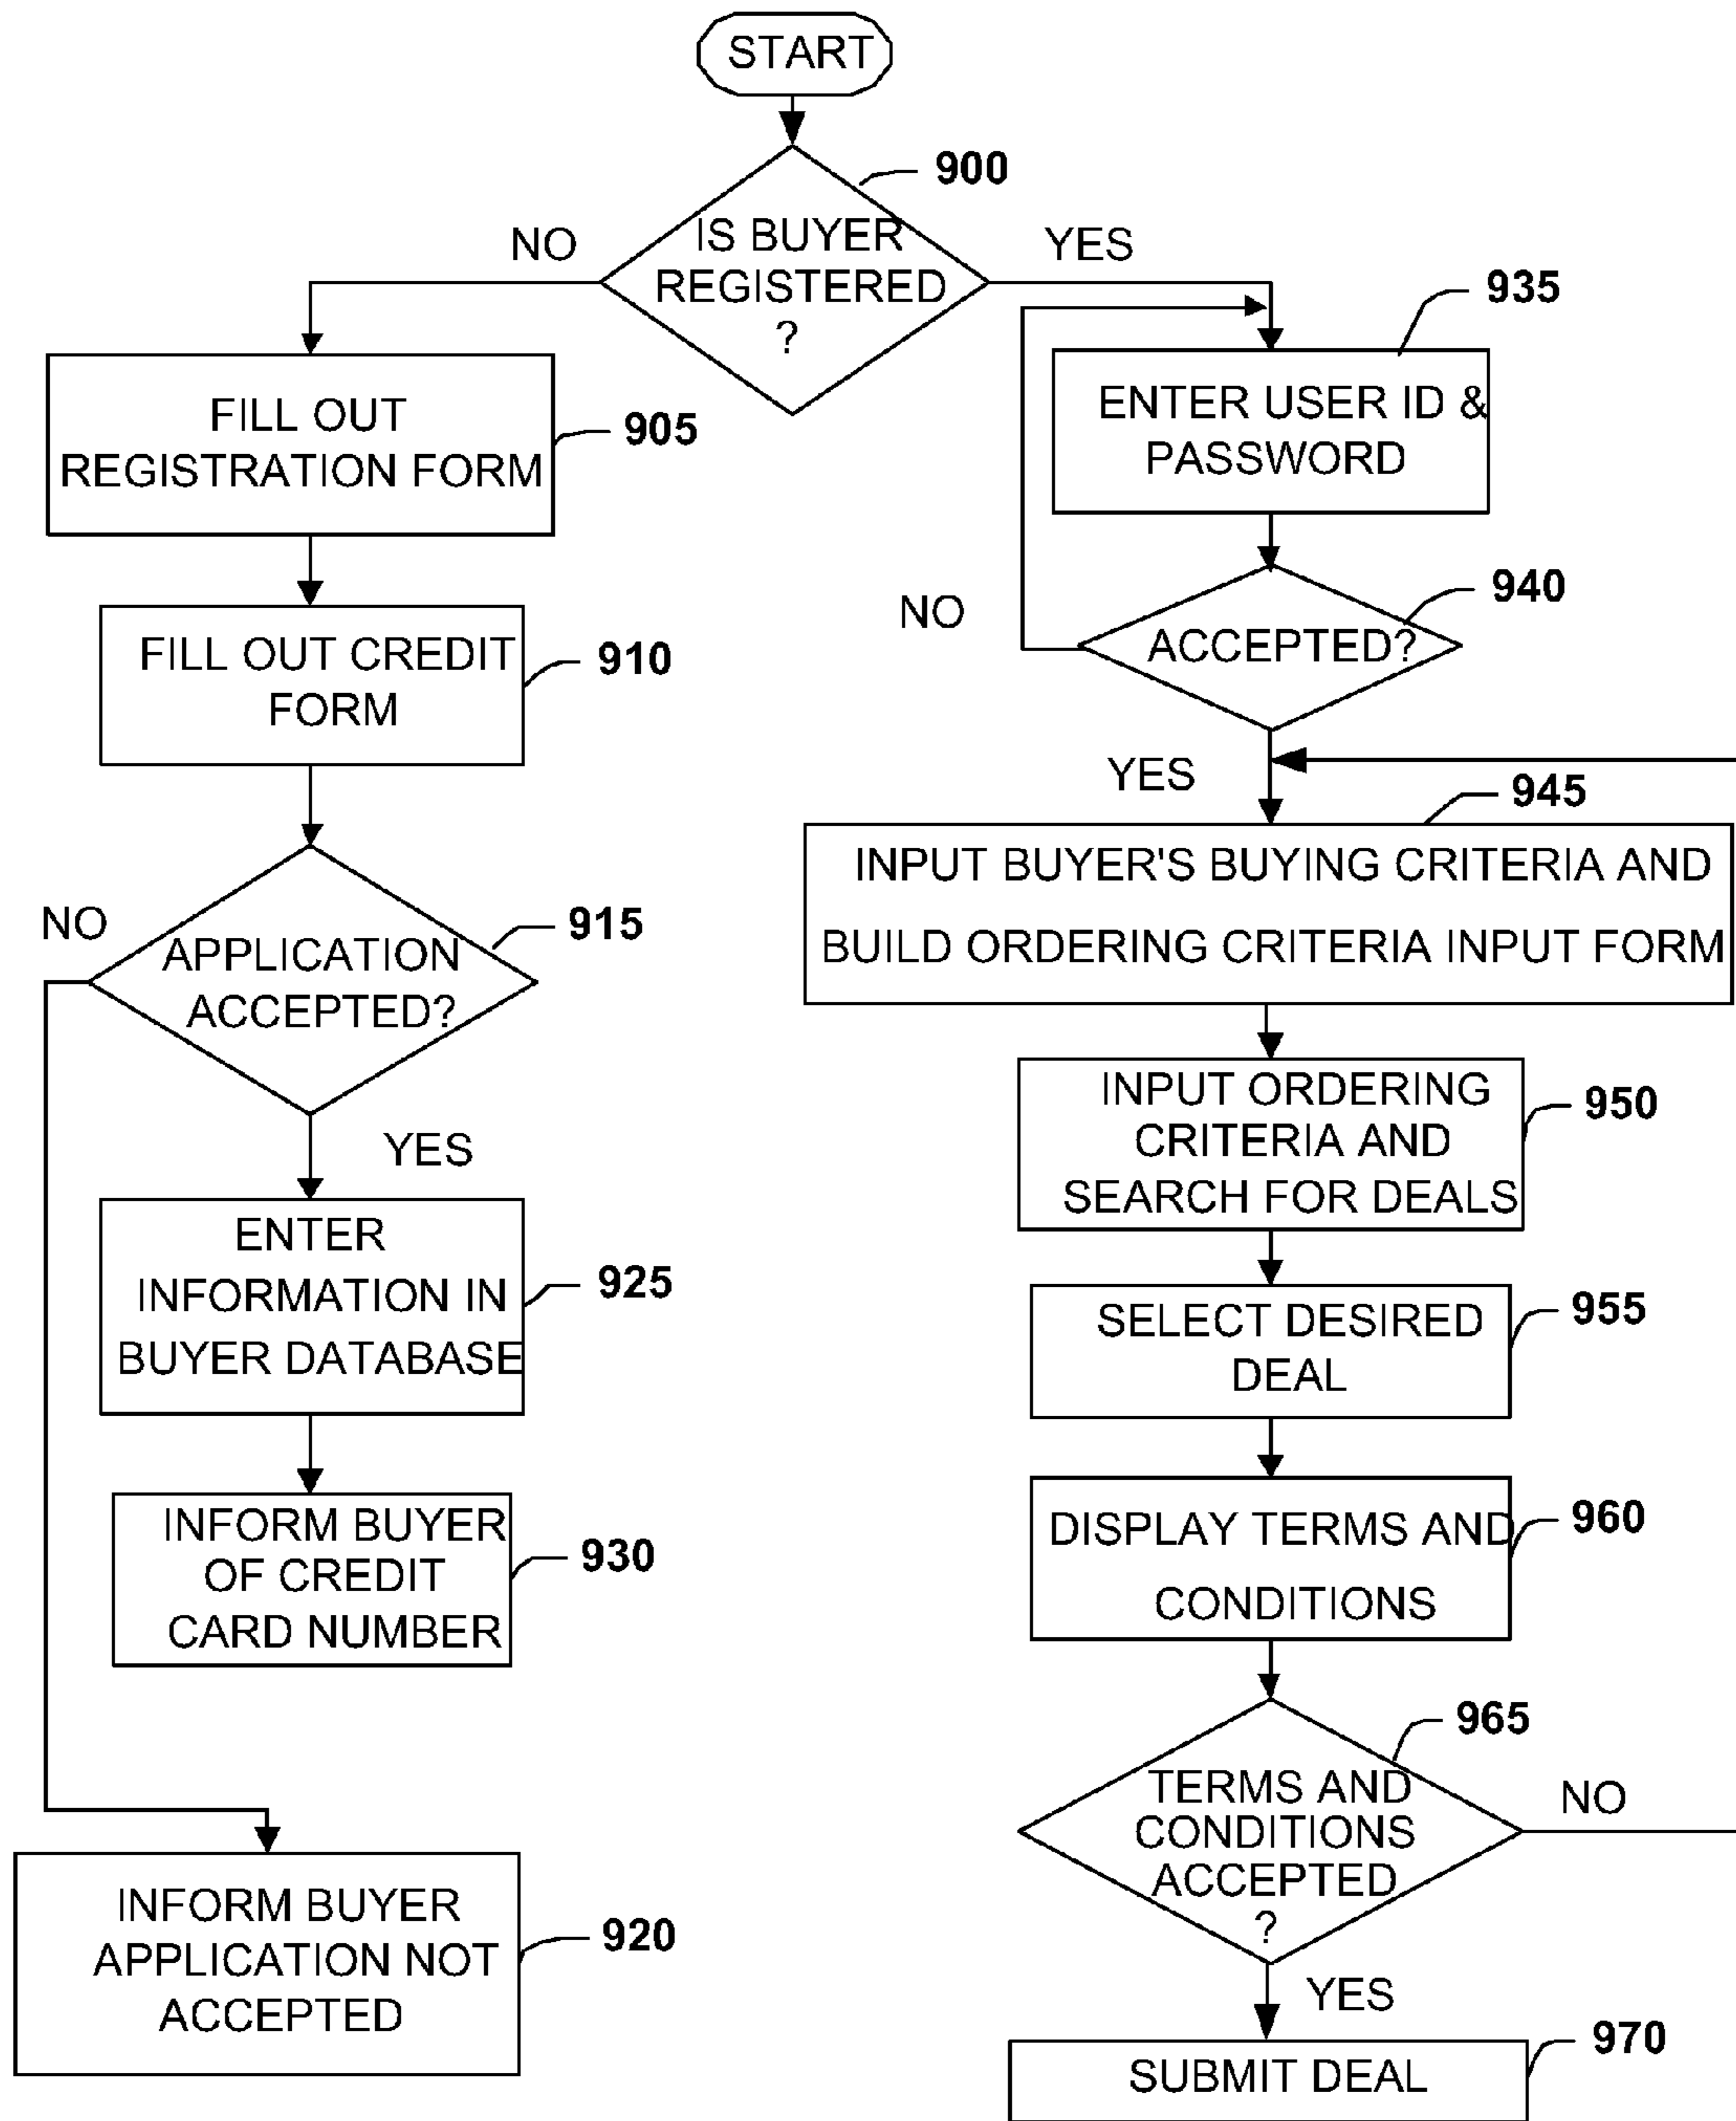 START
900
IS BUYER
REGISTERED
?
NO
YES
FILL OUT
REGISTRATION FORM
905
FILL OUT CREDIT
FORM
910
APPLICATION
ACCEPTED?
915
NO
YES
ENTER
INFORMATION IN
BUYER DATABASE
925
INFORM BUYER
OF CREDIT
CARD NUMBER
930
INFORM BUYER
APPLICATION NOT
ACCEPTED
920
935
ENTER USER ID &
PASSWORD
940
ACCEPTED?
NO
YES
945
INPUT BUYER'S BUYING CRITERIA AND
BUILD ORDERING CRITERIA INPUT FORM
INPUT ORDERING
CRITERIA AND
SEARCH FOR DEALS
950
SELECT DESIRED
DEAL
955
DISPLAY TERMS AND
CONDITIONS
960
965
TERMS AND
CONDITIONS
ACCEPTED
?
NO
YES
SUBMIT DEAL
970